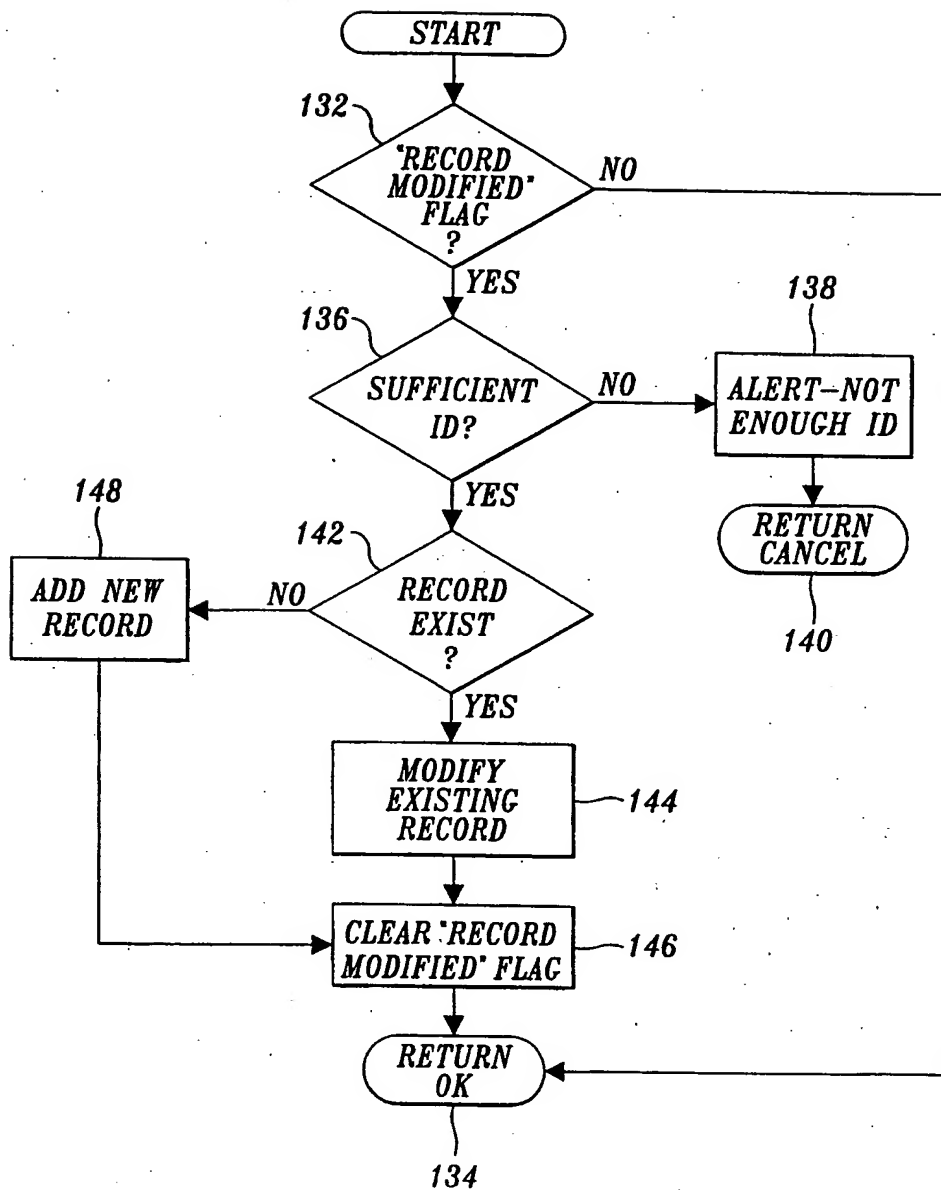 START
132
"RECORD
MODIFIED"
FLAG
?
NO
YES
136
SUFFICIENT
ID?
NO
138
ALERT-NOT
ENOUGH ID
YES
RETURN
CANCEL
140
142
RECORD
EXIST
?
NO
148
ADD NEW
RECORD
YES
MODIFY
EXISTING
RECORD
144
CLEAR "RECORD
MODIFIED" FLAG
146
RETURN
OK
134